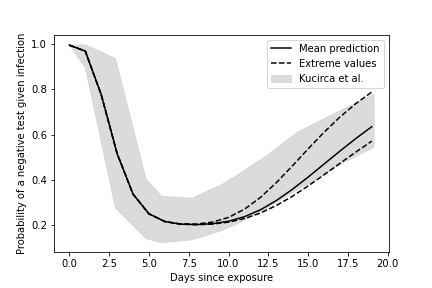 Mean prediction
Extreme values
Kucirca et al.
Probability of a negative test given infection
1.0
0.8
0.6
0.4
0.2
0.0 2.5 5.0 7.5 10.0 12.5 15.0 17.5 20.0
Days since exposure